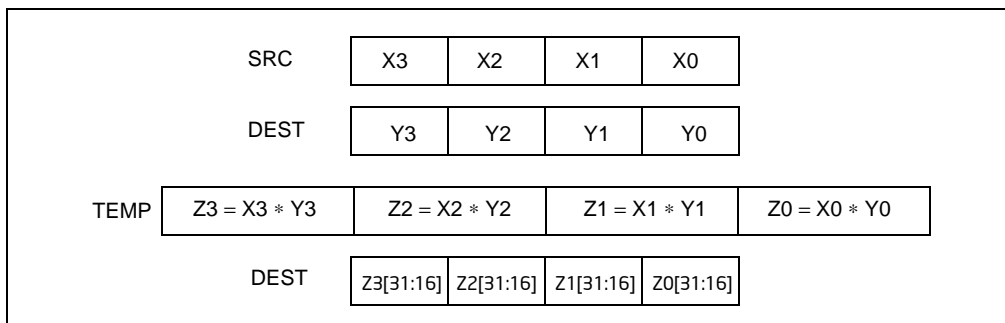 SRC X3 X2 X1 X0
DEST Y3 Y2 Y1 Y0
TEMP Z3 = X3 ∗ Y3 Z2 = X2 ∗ Y2 Z1 = X1 ∗ Y1 Z0 = X0 ∗ Y0
DEST Z3[31:16] Z2[31:16] Z1[31:16] Z0[31:16]